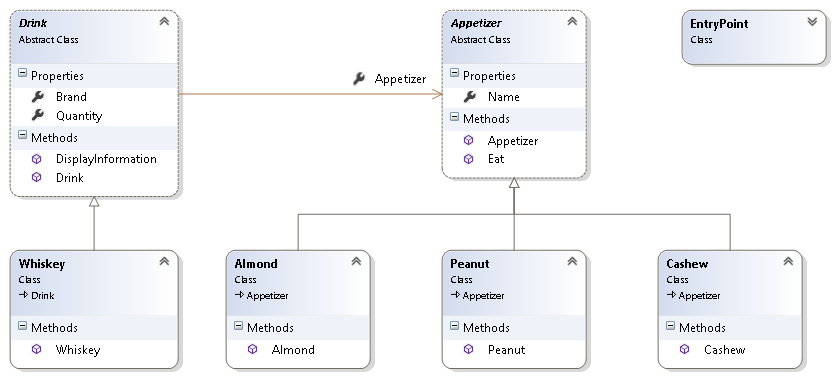 Drink
Abstract Class
Properties
Brand
Quantity
Methods
DisplayInformation
Drink
Appetizer
Appetizer
Abstract Class
Properties
Name
Methods
Appetizer
Eat
EntryPoint
Class
Whiskey
Class
Drink
Methods
Whiskey
Almond
Class
Appetizer
Methods
Almond
Peanut
Class
Appetizer
Methods
Peanut
Cashew
Class
Appetizer
Methods
Cashew